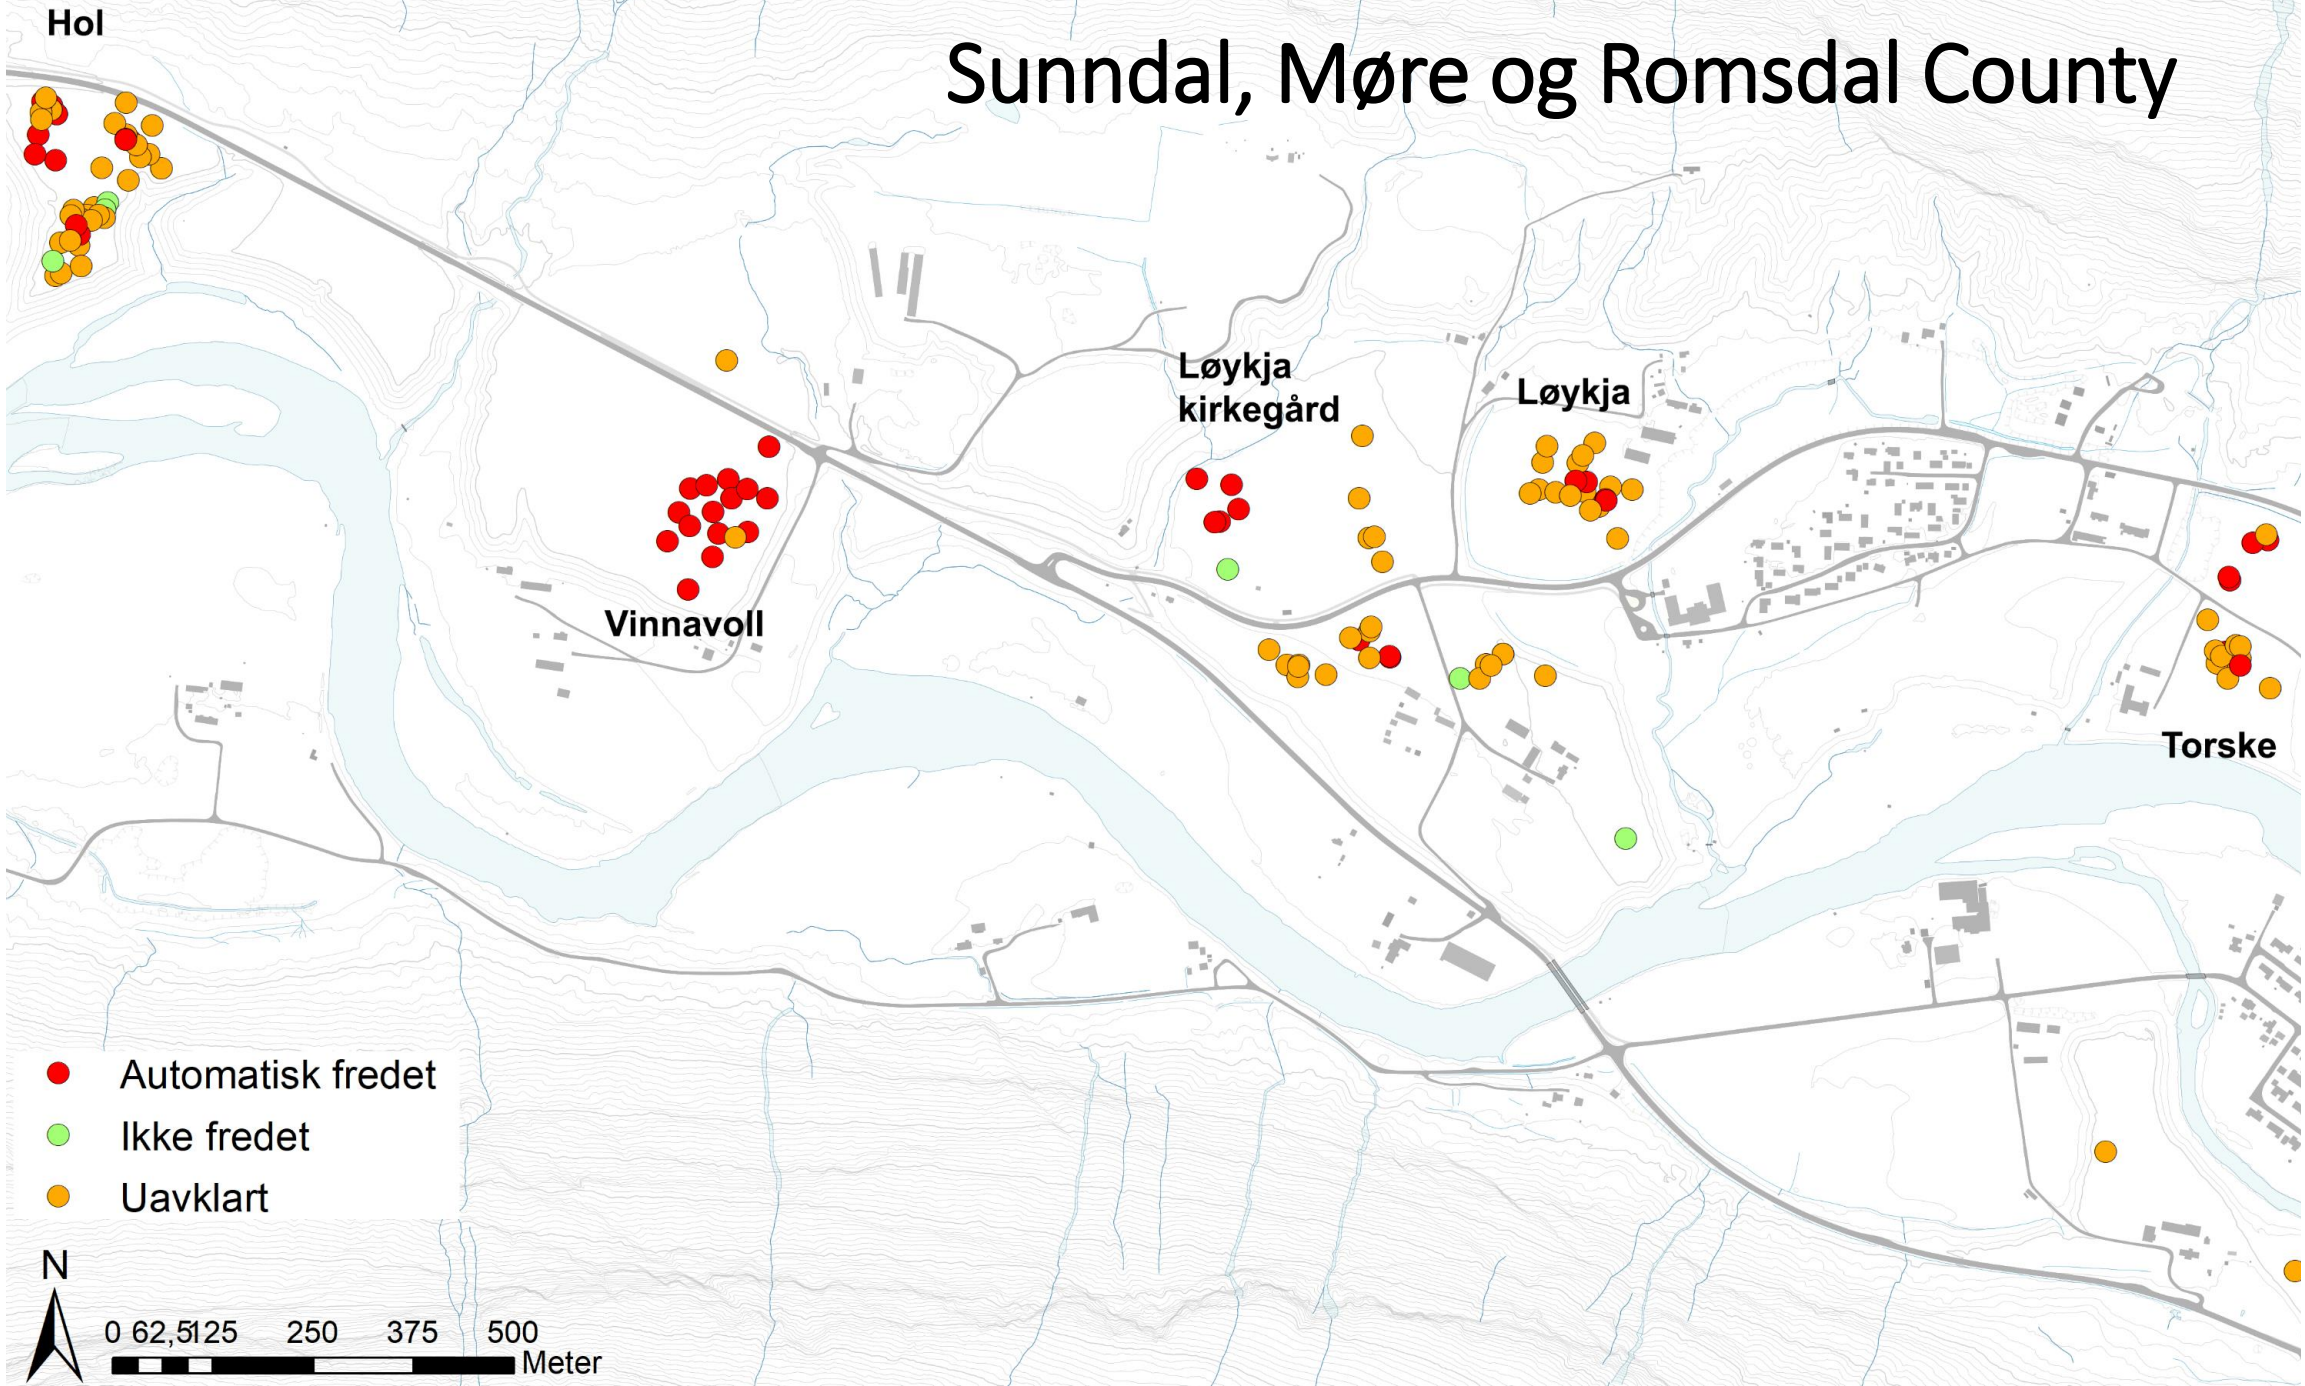 Hol
Sunndal, Møre og Romsdal County
Løykja
kirkegård
Løykja
Vinnavoll
Torske
Automatisk fredet
Ikke fredet
Uavklart
N
0 62,5125 250 375 500
Meter